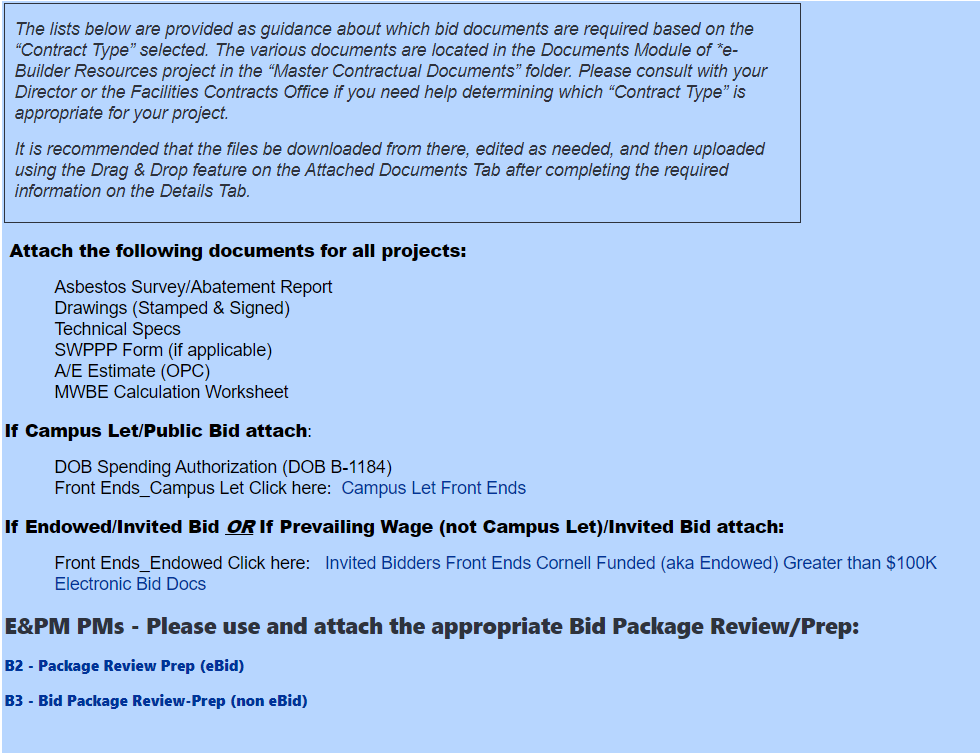 The lists below are provided as guidance about which bid documents are required based on the
“Contract Type” selected. The various documents are located in the Documents Module of *e-
Builder Resources project in the “Master Contractual Documents” folder. Please consult with your
Director or the Facilities Contracts Office if you need help determining which “Contract Type” is
appropriate for your project.
It is recommended that the files be downloaded from there, edited as needed, and then uploaded
using the Drag & Drop feature on the Attached Documents Tab after completing the required
information on the Details Tab.
Attach the following documents for all projects:
Asbestos Survey/Abatement Report
Drawings (Stamped & Signed)
Technical Specs
SWPPP Form (if applicable)
A/E Estimate (OPC)
MWBE Calculation Worksheet
If Campus Let/Public Bid attach:
DOB Spending Authorization (DOB B-1184)
Front Ends_Campus Let Click here: Campus Let Front Ends
If Endowed/Invited Bid OR If Prevailing Wage (not Campus Let)/Invited Bid attach:
Front Ends_Endowed Click here: Invited Bidders Front Ends Cornell Funded (aka Endowed) Greater than $100K
Electronic Bid Docs
E&PM PMs - Please use and attach the appropriate Bid Package Review/Prep:
B2 - Package Review Prep (eBid)
B3 - Bid Package Review-Prep (non eBid)